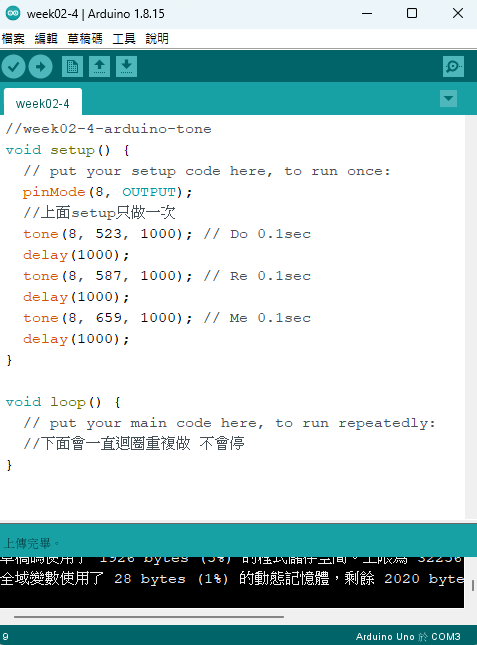 week02-4 | Arduino 1.8.15
檔案 編輯 草稿碼 工具 說明
week02-4
//week02-4-arduino-tone
void setup() {
  // put your setup code here, to run once:
  pinMode(8, OUTPUT);
  //上面setup只做一次
  tone(8, 523, 1000); // Do 0.1sec
  delay(1000);
  tone(8, 587, 1000); // Re 0.1sec
  delay(1000);
  tone(8, 659, 1000); // Me 0.1sec
  delay(1000);
}
void loop() {
  // put your main code here, to run repeatedly:
  //下面會一直迴圈重複做 不會停
}
上傳完畢。
草稿碼使用了 1926 bytes (5%) 的程式儲存空間。上限為 32256
全域變數使用了 28 bytes (1%) 的動態記憶體，剩餘 2020 byte
9
Arduino Uno 於 COM3